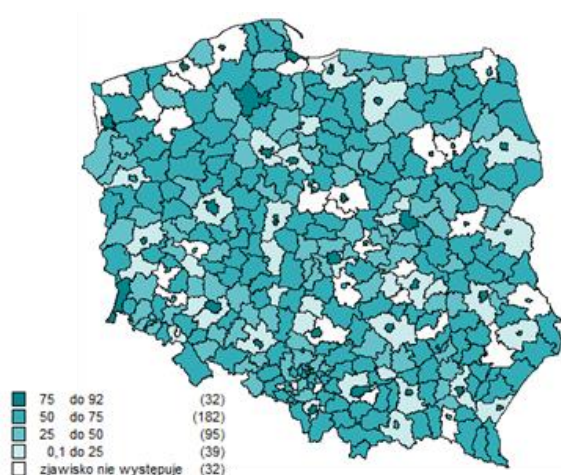 75 do 92 (32)
50 do 75 (182)
25 do 50 (95)
0,1 do 25 (39)
zjawisko nie występuje (32)